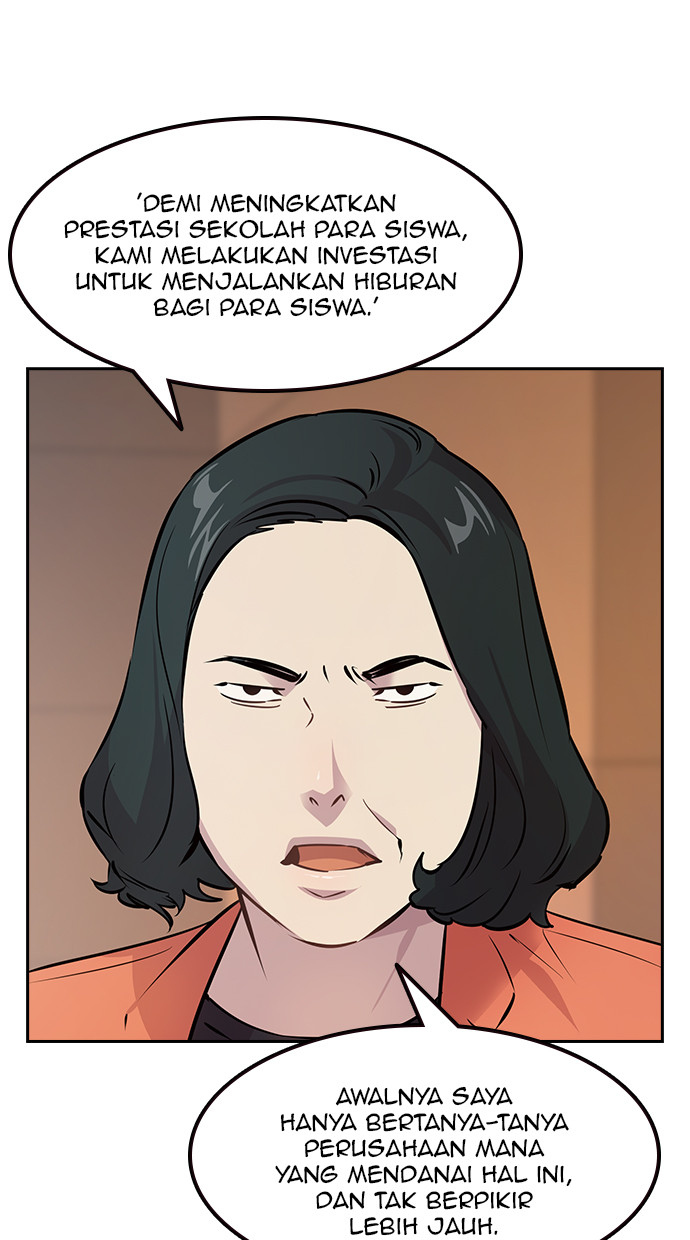 'DEMI MENINGKATKAN
PRESTASI SEKOLAH PARA SISWA,
KAMI MELAKUKAN INVESTASI
UNTUK MENJALANKAN HIBURAN
BAGI PARA SISWA.'
AWALNYA SAYA
HANYA BERTANYA-TANYA
PERUSAHAAN MANA
YANG MENDANAI HAL INI,
DAN TAK BERPIKIR
LEBIH JAUH.